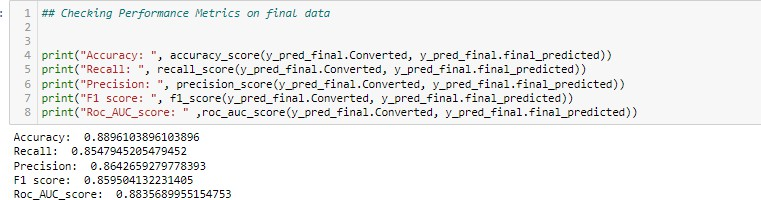 1 ## Checking Performance Metrics on final data
2
3
4 print("Accuracy: ", accuracy_score(y_pred_final.Converted, y_pred_final.final_predicted))
5 print("Recall: ", recall_score(y_pred_final.Converted, y_pred_final.final_predicted))
6 print("Precision: ", precision_score(y_pred_final.Converted, y_pred_final.final_predicted))
7 print("F1 score: ", f1_score(y_pred_final.Converted, y_pred_final.final_predicted))
8 print("Roc_AUC_score: " ,roc_auc_score(y_pred_final.Converted, y_pred_final.final_predicted))
Accuracy:  0.8896103896103896
Recall:  0.8547945205479452
Precision:  0.8642659279778393
F1 score:  0.859504132231405
Roc_AUC_score:  0.8835689955154753